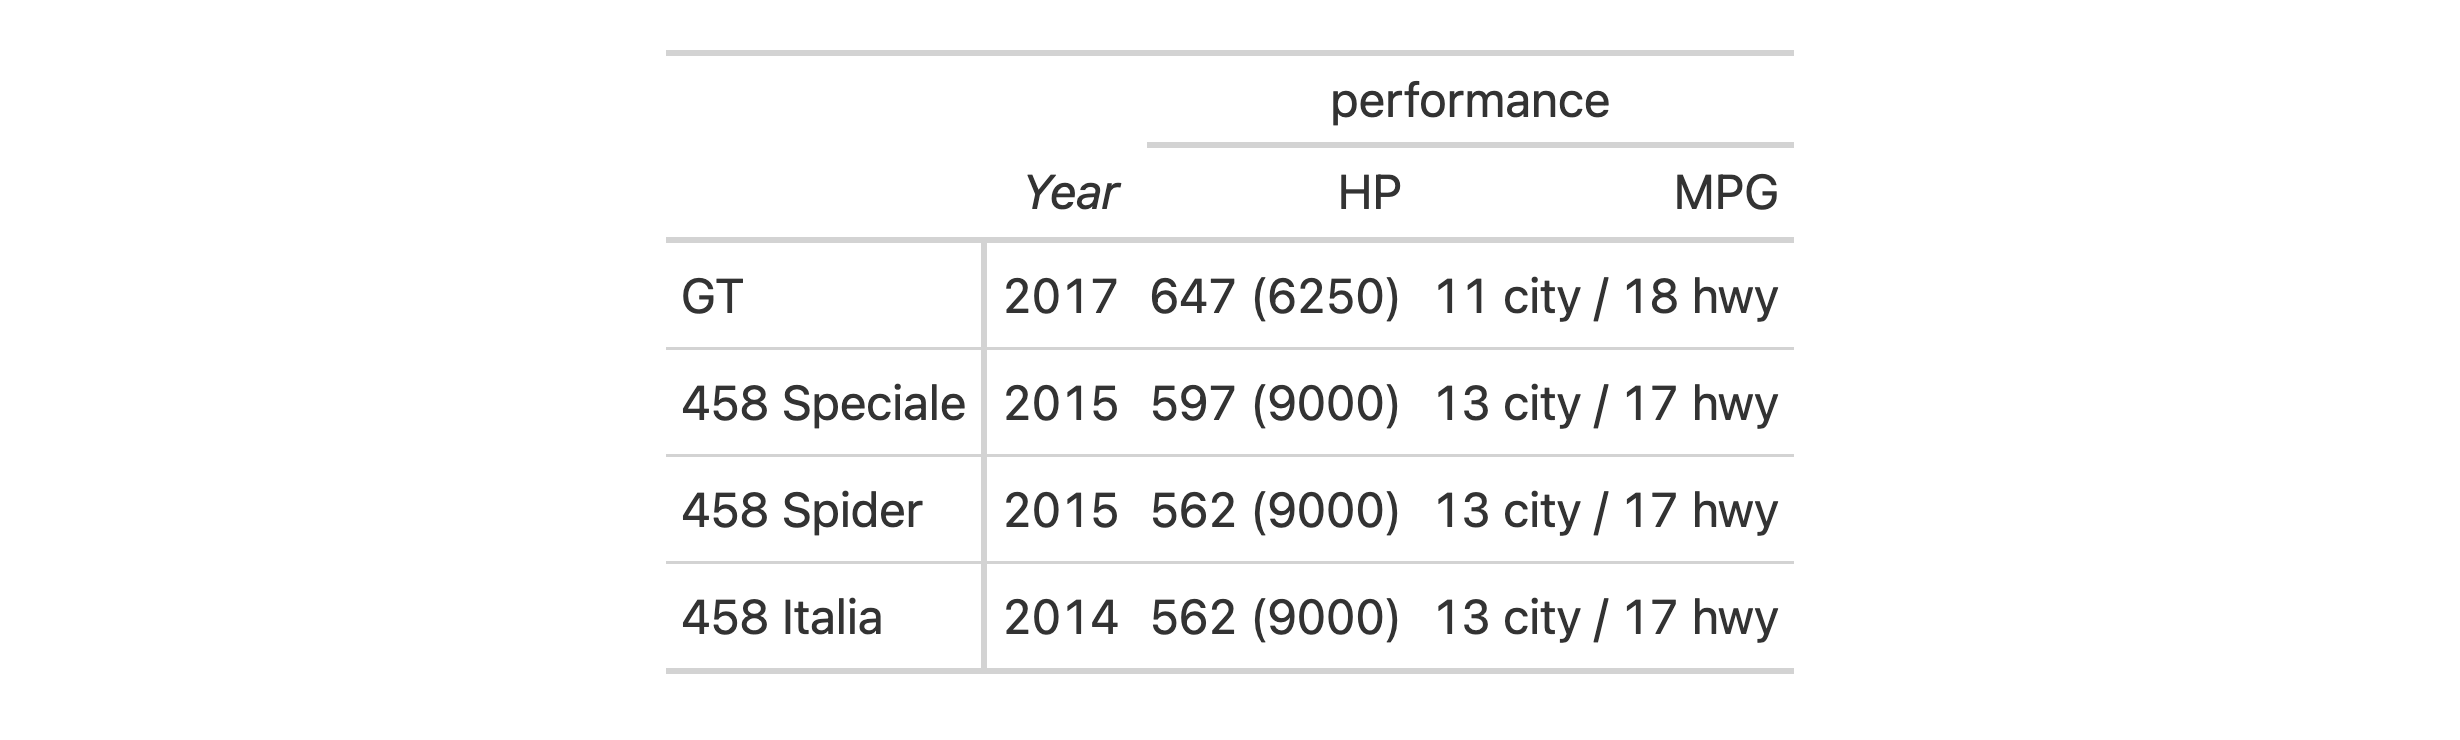 performance
Year HP MPG
GT 2017 647 (6250) 11 city / 18 hwy
458 Speciale 2015 597 (9000) 13 city / 17 hwy
458 Spider 2015 562 (9000) 13 city / 17 hwy
458 Italia 2014 562 (9000) 13 city / 17 hwy